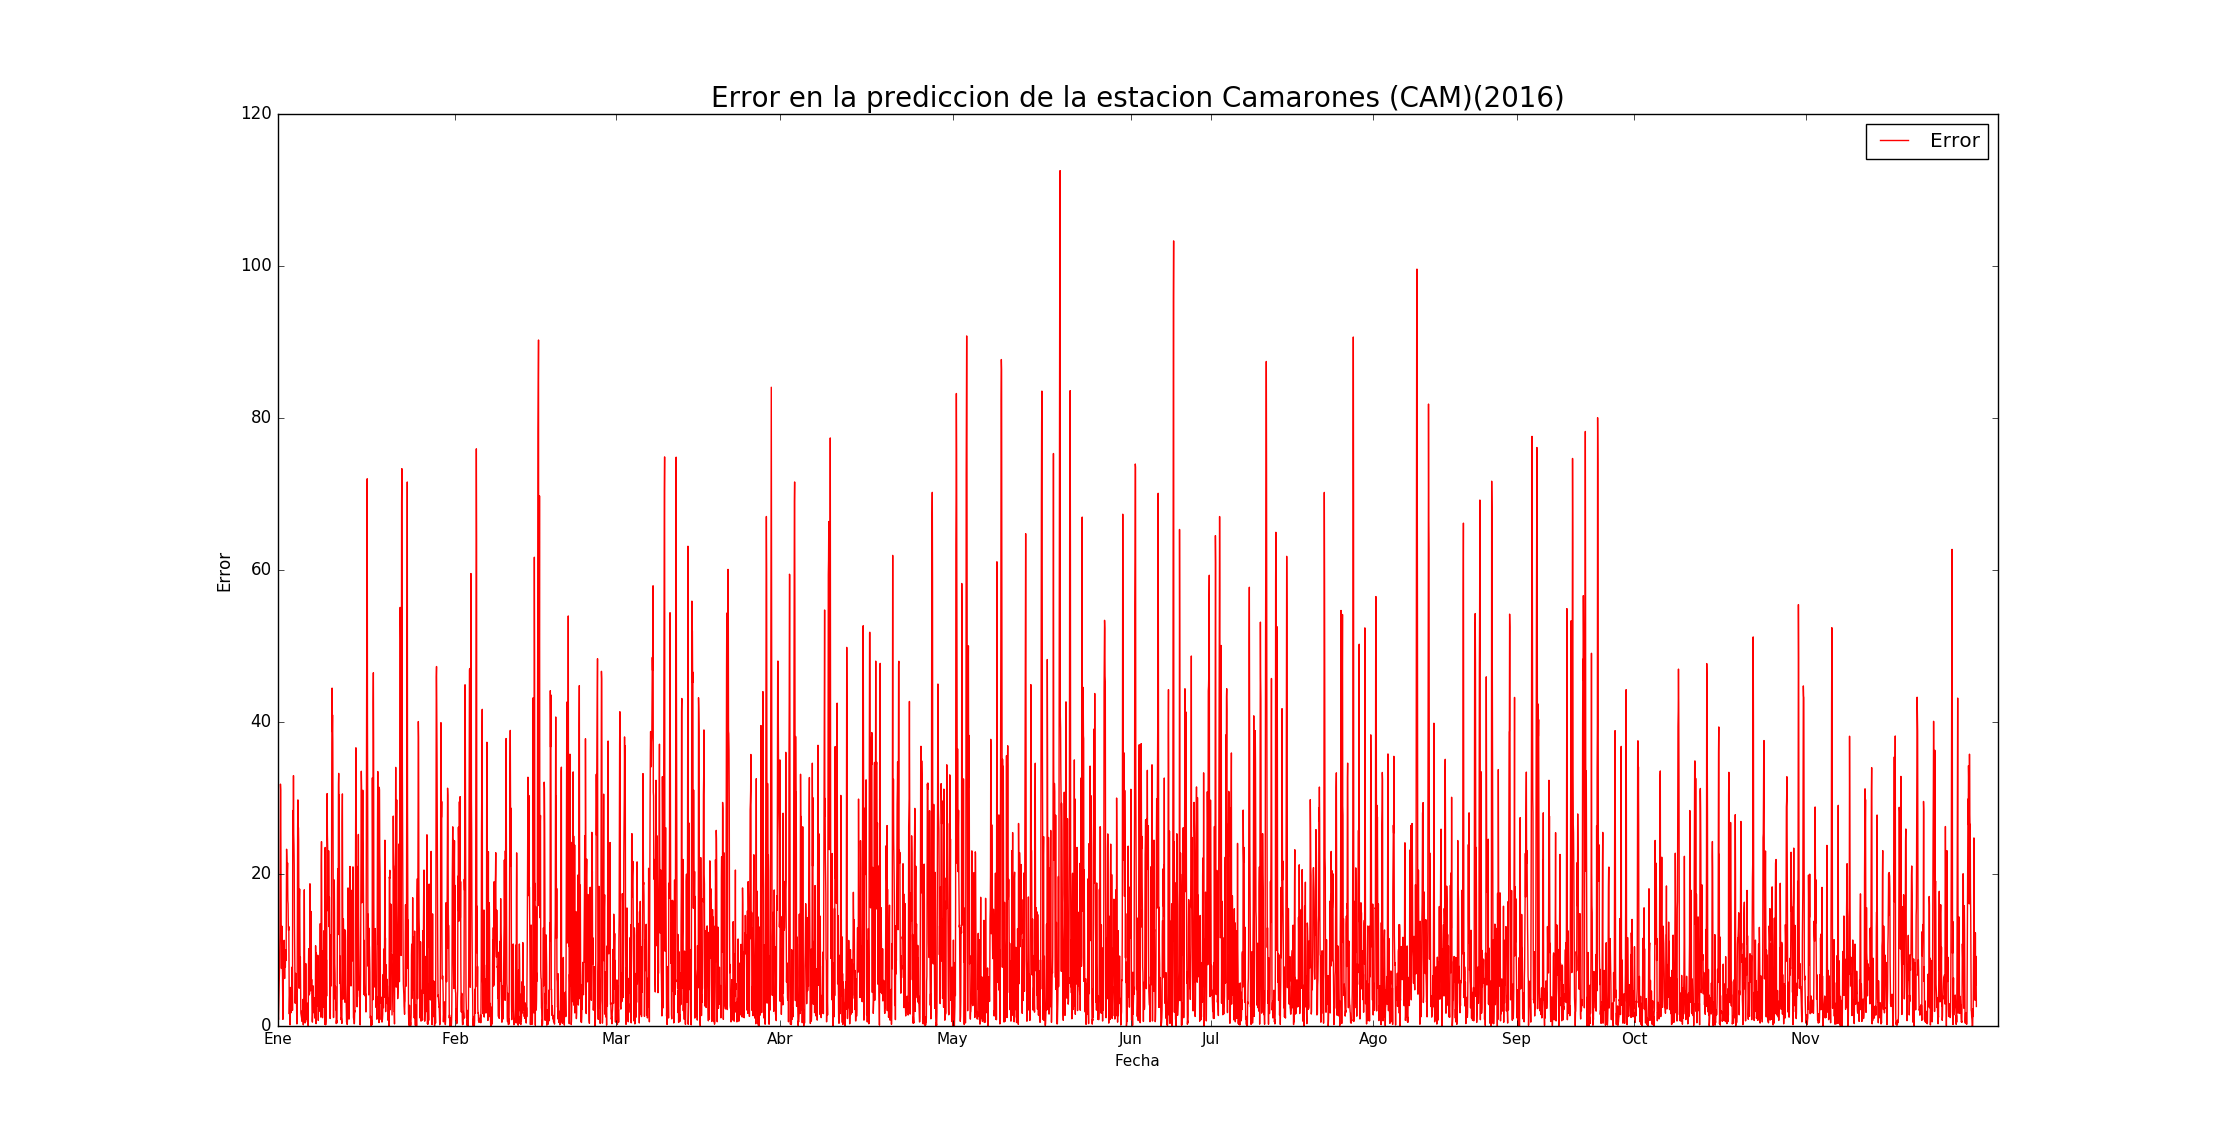 Error en la prediccion de la estacion Camarones (CAM)(2016)
120
100
80
60
40
20
0
Error
Error
Ene Feb Mar Abr May Jun Jul Ago Sep Oct Nov
Fecha